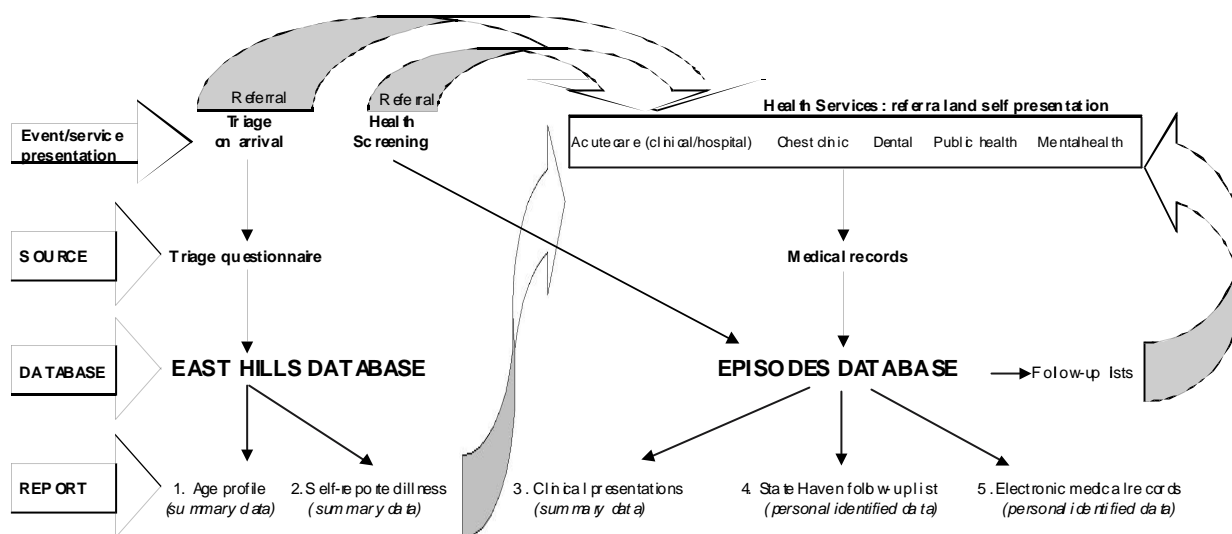 Referral
Referral
Health Services: referral and self presentation
Event/service
presentation
Triage
on arrival
Health
Screening
Acute care (clinical/hospital) Chest clinic Dental Public health Mental health
SOURCE
Triage questionnaire
Medical records
DATABASE
EAST HILLS DATABASE
EPISODES DATABASE
Follow-up lists
REPORT
1. Age profile
(summary data)
2. Self-reported illness
(summary data)
3. Clinical presentations
(summary data)
4. State Haven follow-up list
(personal identified data)
5. Electronic medical records
(personal identified data)